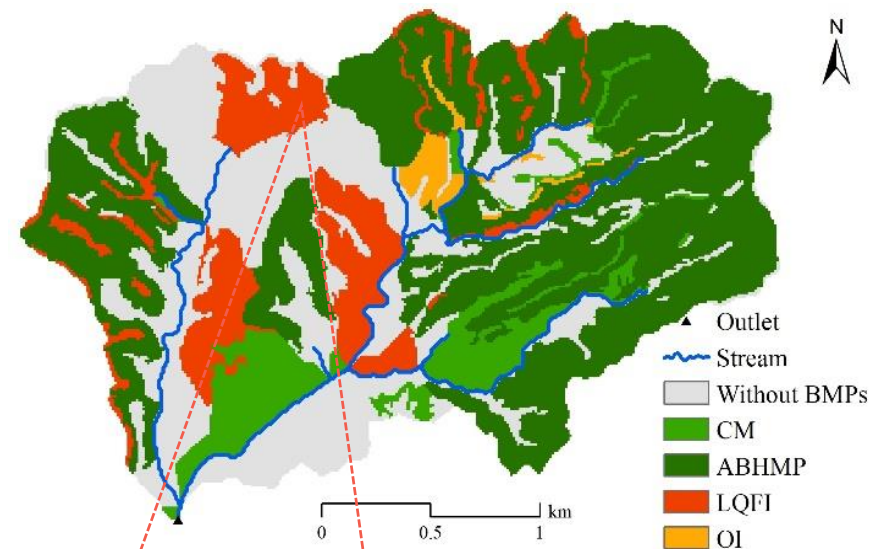 N
Outlet
Stream
Without BMPs
CM
ABHMP
LQFI
OI
km
0 0.5 1